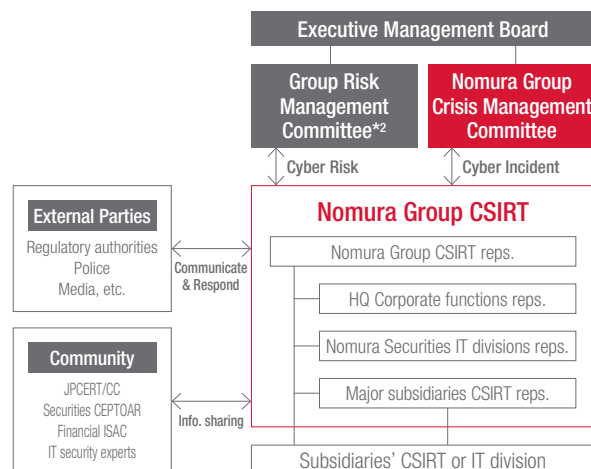 Executive Management Board
Group Risk
Management
Committee*2
Nomura Group
Crisis Management
Committee
Cyber Risk
Cyber Incident
External Parties
Regulatory authorities
Police
Media, etc.
Communicate
& Respond
Nomura Group CSIRT
Nomura Group CSIRT reps.
HQ Corporate functions reps.
Nomura Securities IT divisions reps.
Major subsidiaries CSIRT reps.
Community
JPCERT/CC
Securities CEPTOAR
Financial ISAC
IT security experts
Info. sharing
Subsidiaries' CSIRT or IT division